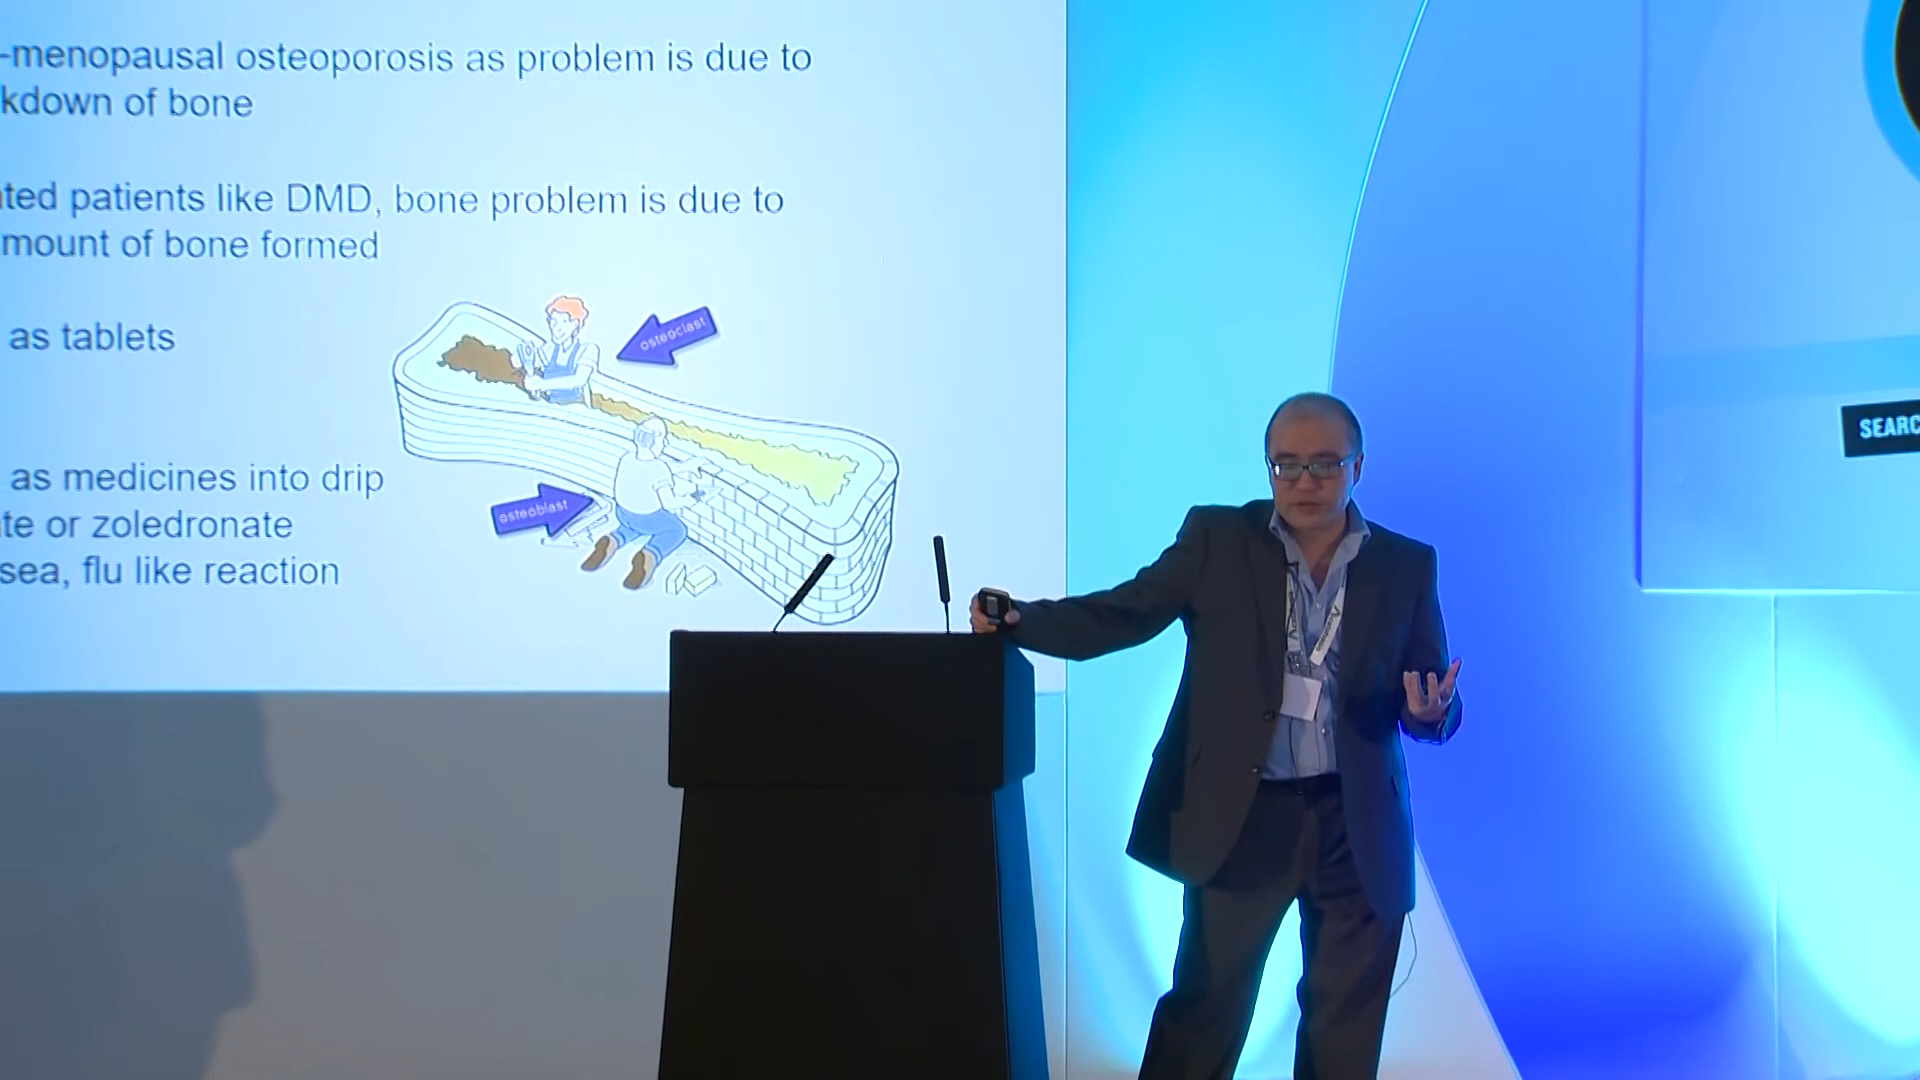 -menopausal osteoporosis as problem is due to
kdown of bone
ted patients like DMD, bone problem is due to
mount of bone formed
osteoclast
as tablets
as medicines into drip
osteoblast
te or zoledronate
sea, flu like reaction
SEARC